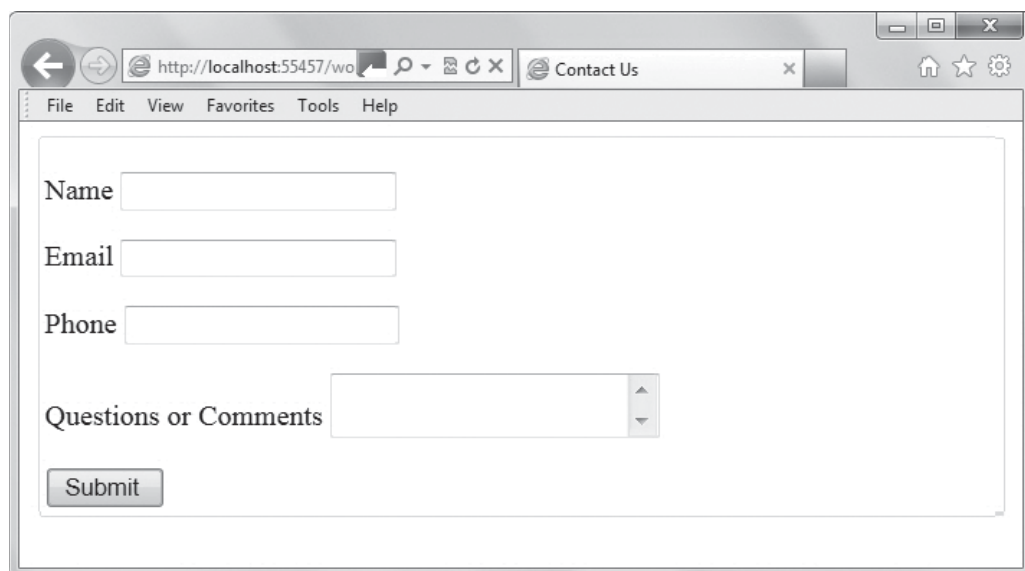 http://localhost:55457/wo
Contact Us
File Edit View Favorites Tools Help
Name
Email
Phone
Questions or Comments
Submit